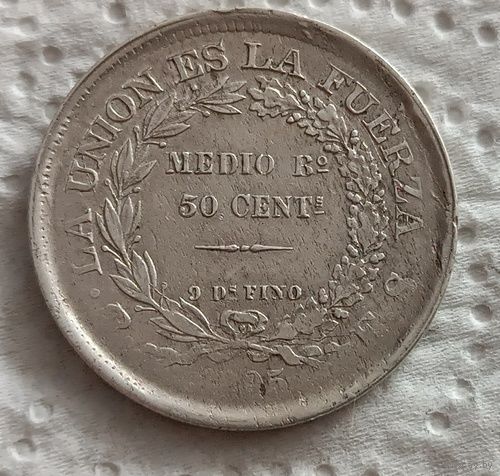 LA UNION ES LA FUERZA
MEDIO Bº
50 CENTS
9 DS FINO